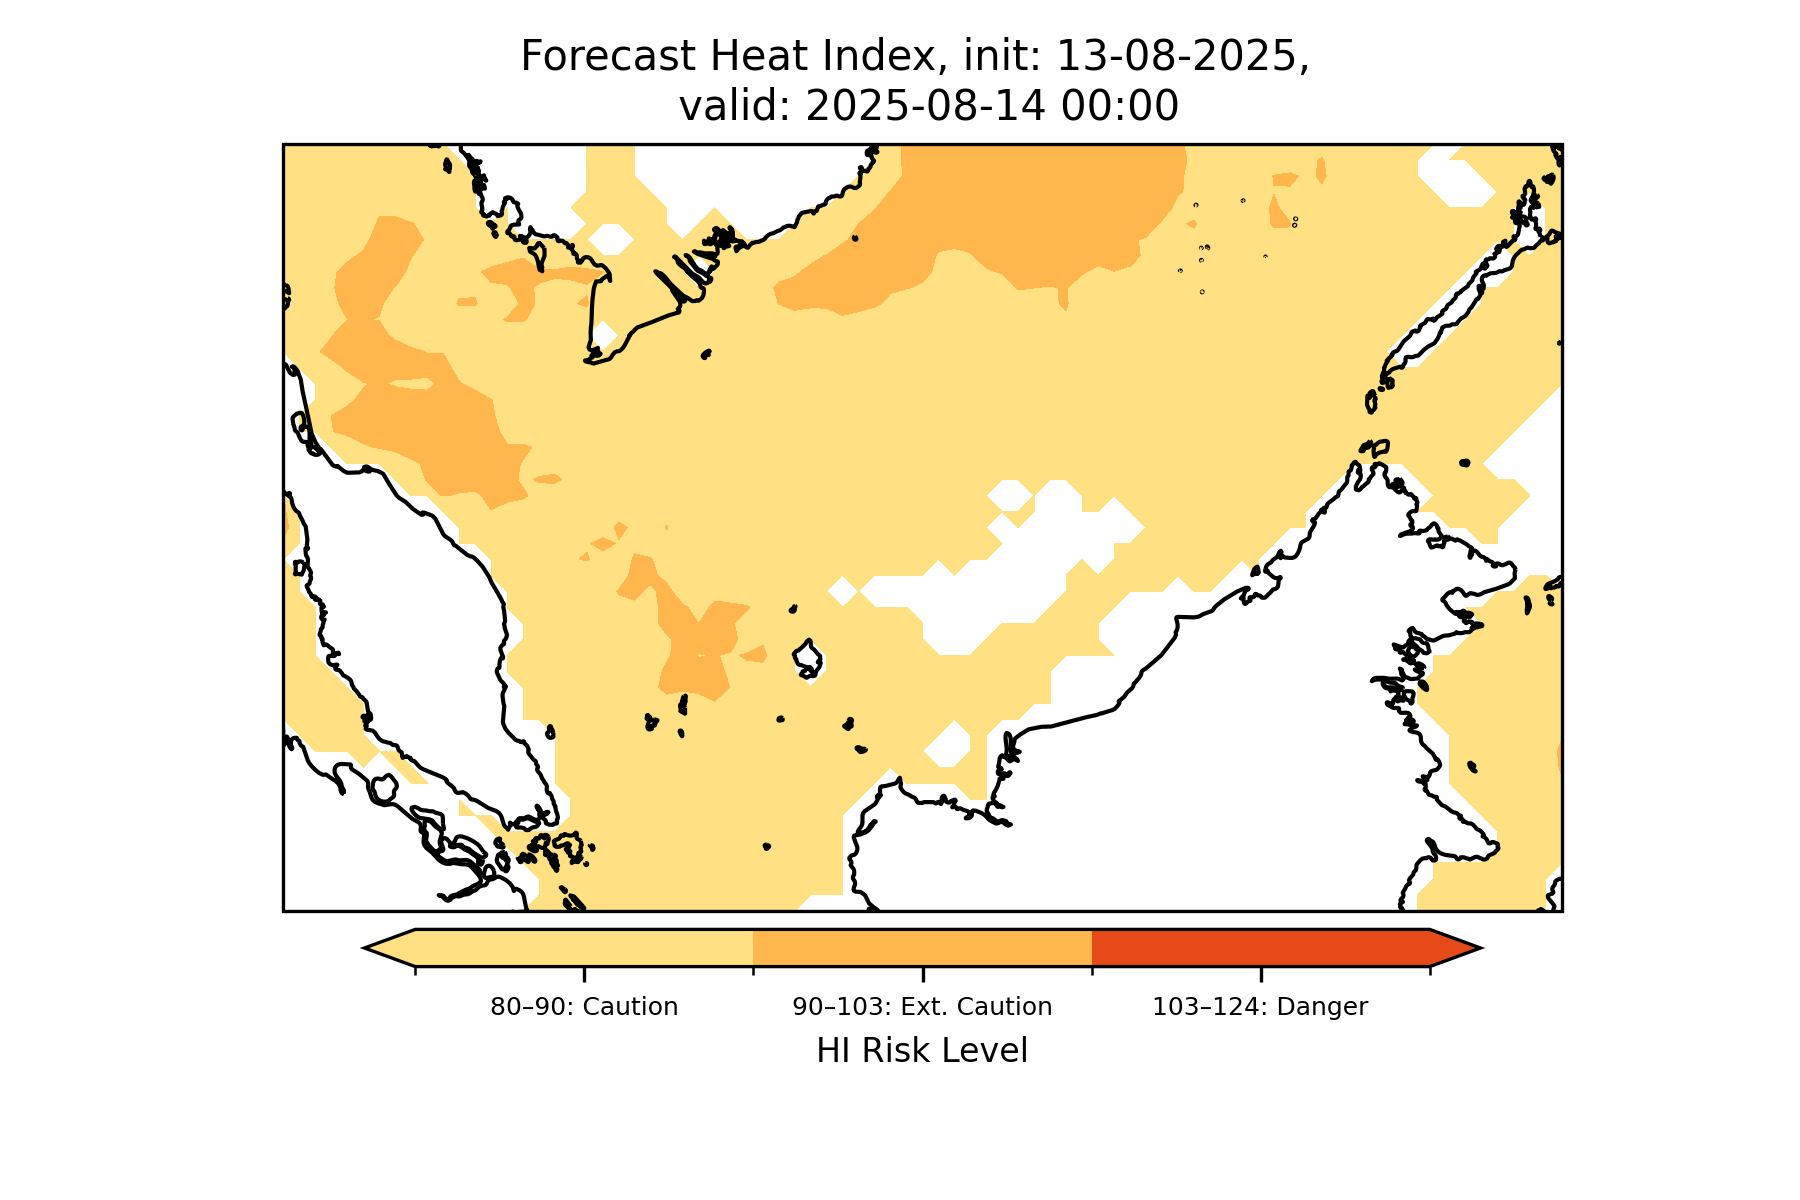 Forecast Heat Index, init: 13-08-2025,
valid: 2025-08-14 00:00
80–90: Caution
90–103: Ext. Caution
103–124: Danger
HI Risk Level